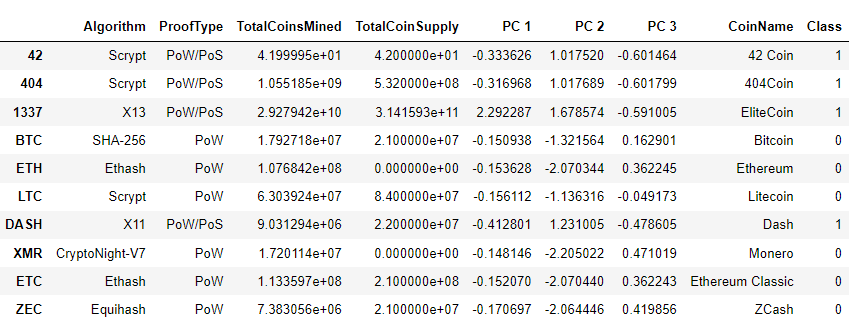 Algorithm ProofType TotalCoinsMined TotalCoinSupply PC 1 PC 2 PC 3 CoinName Class
42 Scrypt PoW/PoS 4.199995e+01 4.200000e+01 -0.333626 1.017520 -0.601464 42 Coin 1
404 Scrypt PoW/PoS 1.055185e+09 5.320000e+08 -0.316968 1.017689 -0.601799 404Coin 1
1337 X13 PoW/PoS 2.927942e+10 3.141593e+11 2.292287 1.678574 -0.591005 EliteCoin 1
BTC SHA-256 PoW 1.792718e+07 2.100000e+07 -0.150938 -1.321564 0.162901 Bitcoin 0
ETH Ethash PoW 1.076842e+08 0.000000e+00 -0.153628 -2.070344 0.362245 Ethereum 0
LTC Scrypt PoW 6.303924e+07 8.400000e+07 -0.156112 -1.136316 -0.049173 Litecoin 0
DASH X11 PoW/PoS 9.031294e+06 2.200000e+07 -0.412801 1.231005 -0.478605 Dash 1
XMR CryptoNight-V7 PoW 1.720114e+07 0.000000e+00 -0.148146 -2.205022 0.471019 Monero 0
ETC Ethash PoW 1.133597e+08 2.100000e+08 -0.152070 -2.070440 0.362243 Ethereum Classic 0
ZEC Equihash PoW 7.383056e+06 2.100000e+07 -0.170697 -2.064446 0.419856 ZCash 0